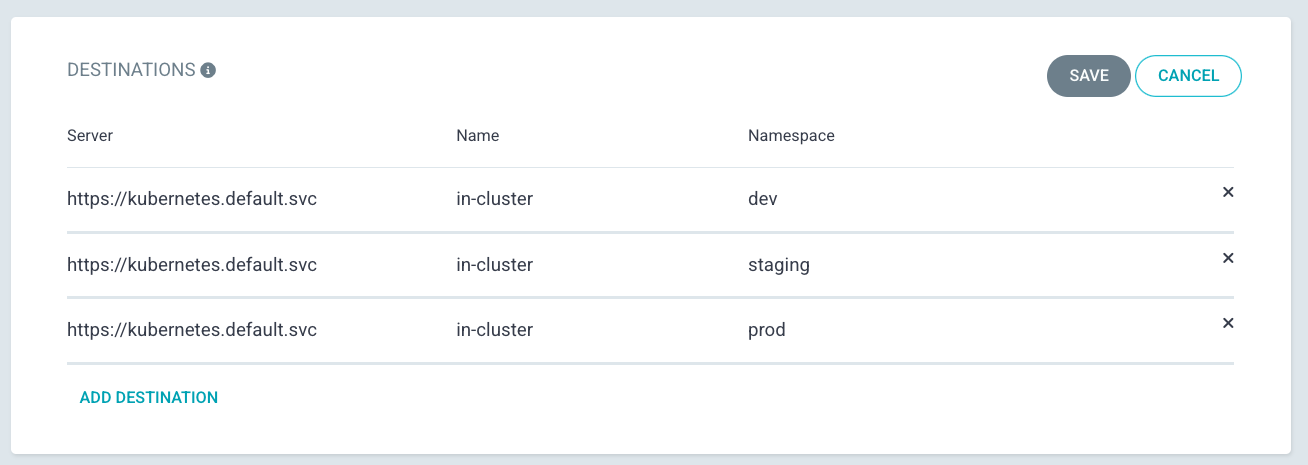 DESTINATIONS
SAVE CANCEL
Server Name Namespace
https://kubernetes.default.svc in-cluster dev
https://kubernetes.default.svc in-cluster staging
https://kubernetes.default.svc in-cluster prod
ADD DESTINATION